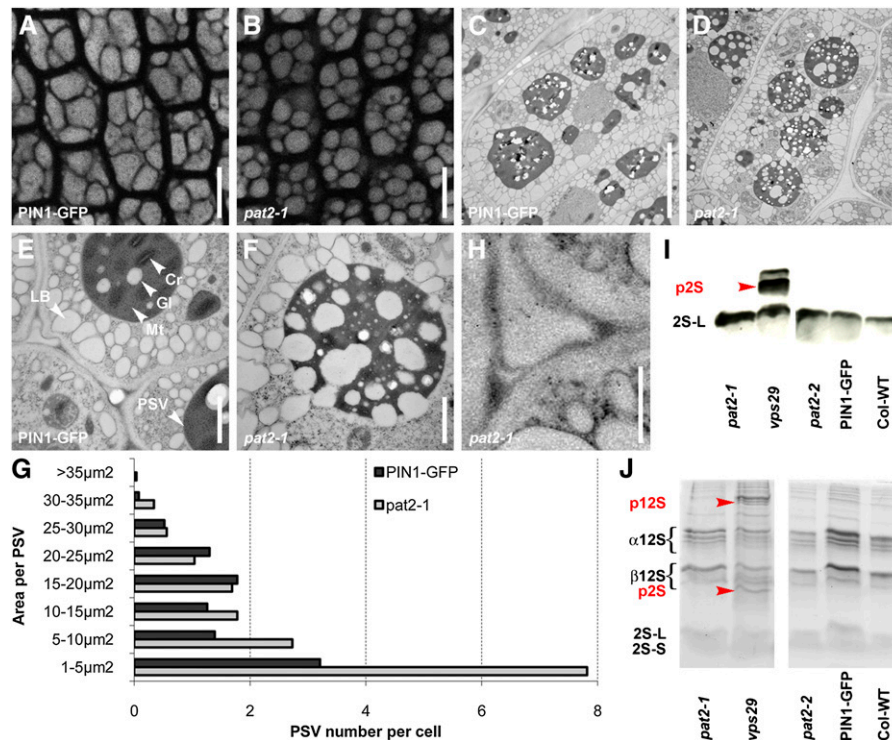 A
PIN1-GFP
B
pat2-1
C
PIN1-GFP
D
pat2-1
E
Cr
Gl
Mt
LB
PSV
PIN1-GFP
F
pat2-1
H
pat2-1
I
p2S
2S-L
pat2-1
vps29
pat2-2
PIN1-GFP
Col-WT
G
Area per PSV
>35µm2
30-35µm2
25-30µm2
20-25µm2
15-20µm2
10-15µm2
5-10µm2
1-5µm2
PIN1-GFP
pat2-1
0 2 4 6 8
PSV number per cell
J
p12S
α12S{
β12S{
p2S
2S-L
2S-S
pat2-1
vps29
pat2-2
PIN1-GFP
Col-WT